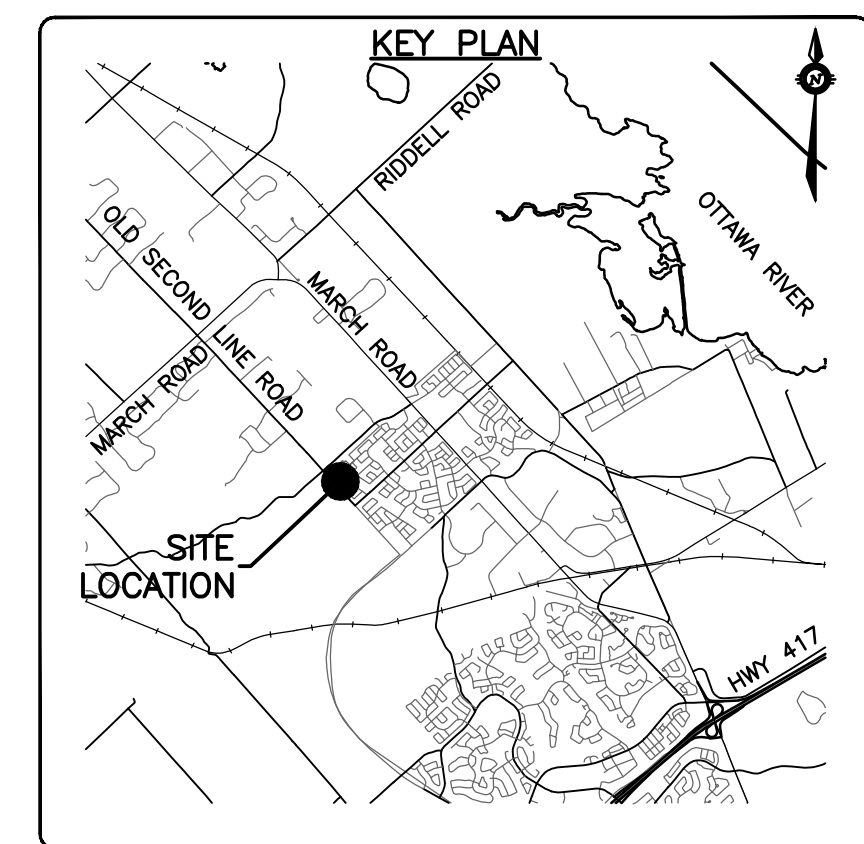 KEY PLAN
N
RIDDELL ROAD
OTTAWA RIVER
OLD SECOND LINE ROAD
MARCH ROAD
MARCH ROAD
SITE
LOCATION
HWY 417